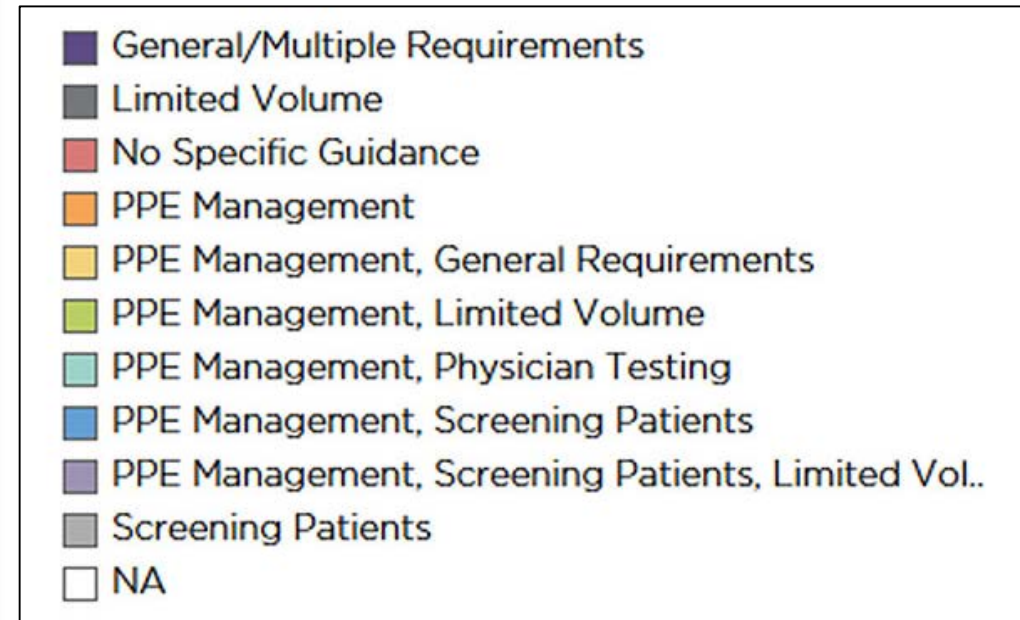 General/Multiple Requirements
Limited Volume
No Specific Guidance
PPE Management
PPE Management, General Requirements
PPE Management, Limited Volume
PPE Management, Physician Testing
PPE Management, Screening Patients
PPE Management, Screening Patients, Limited Vol..
Screening Patients
NA